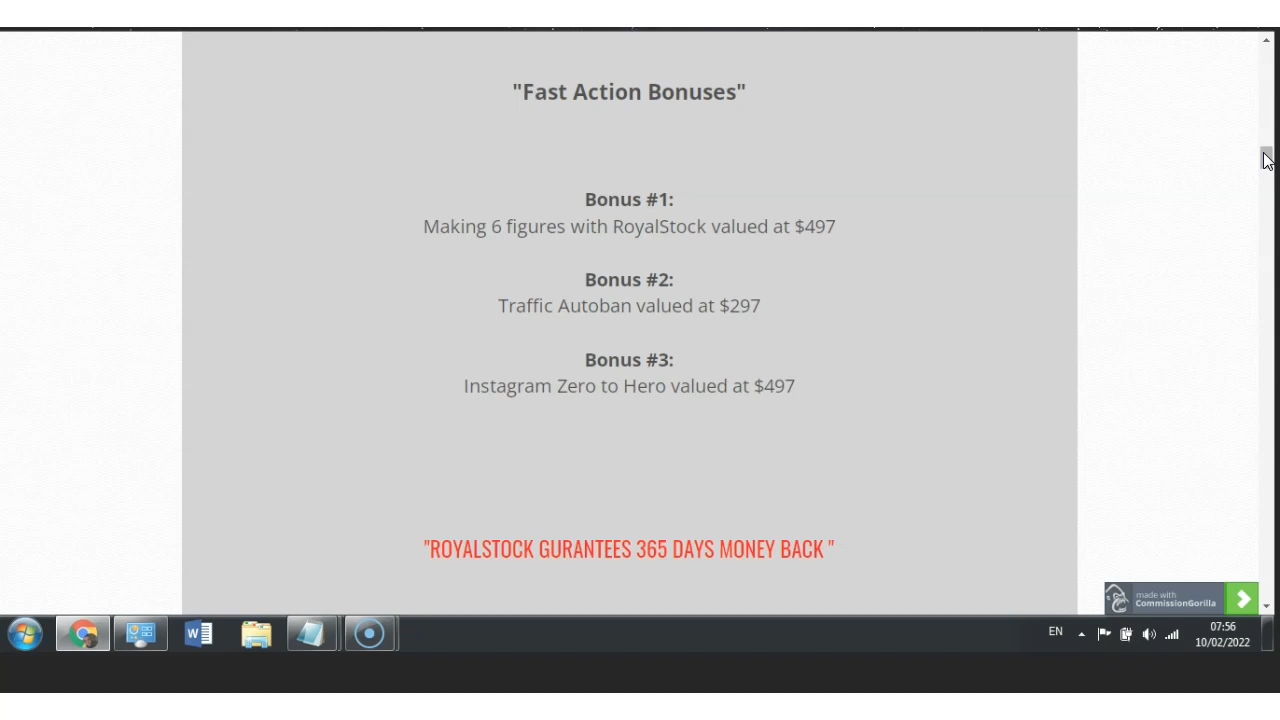 "Fast Action Bonuses"
Bonus #1:
Making 6 figures with RoyalStock valued at $497
Bonus #2:
Traffic Autoban valued at $297
Bonus #3:
Instagram Zero to Hero valued at $497
"ROYALSTOCK GURANTEES 365 DAYS MONEY BACK "
made with
CommissionGorilla
EN
07:56
10/02/2022